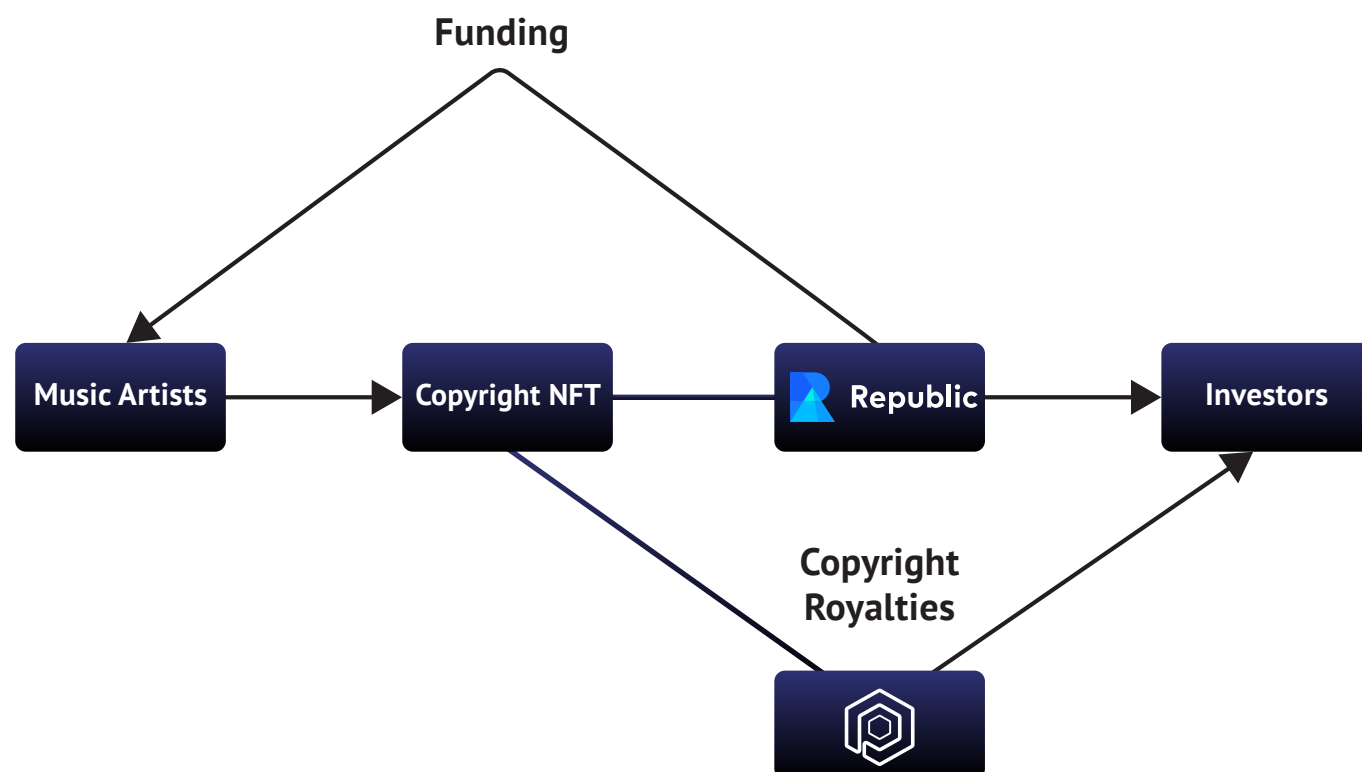 Funding
Music Artists
Copyright NFT
Republic
Investors
Copyright
Royalties